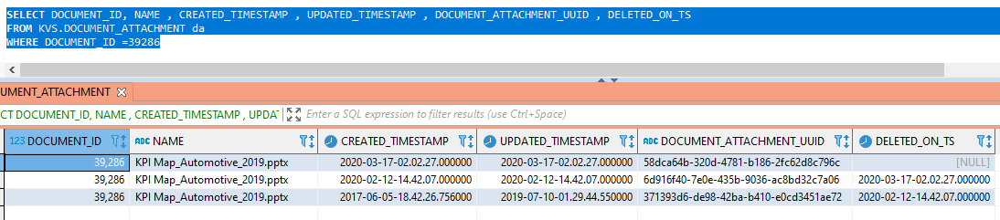 SELECT DOCUMENT_ID, NAME , CREATED_TIMESTAMP , UPDATED_TIMESTAMP , DOCUMENT_ATTACHMENT_UUID , DELETED_ON_TS
FROM KVS.DOCUMENT_ATTACHMENT da
WHERE DOCUMENT_ID =39286
UMENT_ATTACHMENT
CT DOCUMENT_ID, NAME , CREATED_TIMESTAMP , UPDAT Enter a SQL expression to filter results (use Ctrl+Space)
123 DOCUMENT_ID ABC NAME CREATED_TIMESTAMP UPDATED_TIMESTAMP ABC DOCUMENT_ATTACHMENT_UUID DELETED_ON_TS
39,286 KPI Map_Automotive_2019.pptx 2020-03-17-02.02.27.000000 2020-03-17-02.02.27.000000 58dca64b-320d-4781-b186-2fc62d8c796c [NULL]
39,286 KPI Map_Automotive_2019.pptx 2020-02-12-14.42.07.000000 2020-02-12-14.42.07.000000 6d916f40-7e0e-435b-9036-ac8bd32c7a06 2020-03-17-02.02.27.000000
39,286 KPI Map_Automotive_2019.pptx 2017-06-05-18.42.26.756000 2019-07-10-01.29.44.550000 371393d6-de98-42ba-b410-e0cd3451ae72 2020-02-12-14.42.07.000000